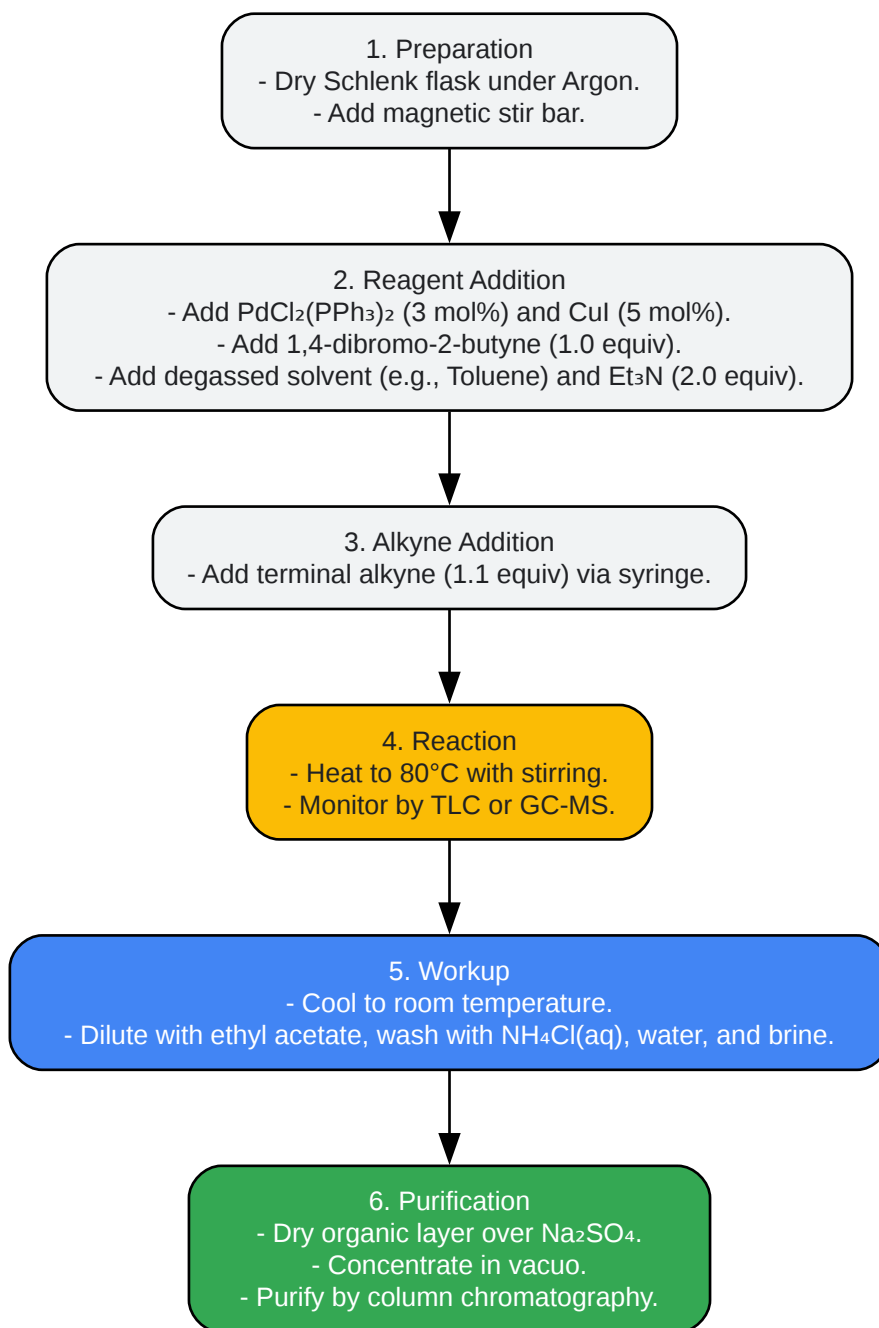 1. Preparation
- Dry Schlenk flask under Argon.
- Add magnetic stir bar.
2. Reagent Addition
- Add PdCl₂(PPh₃)₂ (3 mol%) and CuI (5 mol%).
- Add 1,4-dibromo-2-butyne (1.0 equiv).
- Add degassed solvent (e.g., Toluene) and Et₃N (2.0 equiv).
3. Alkyne Addition
- Add terminal alkyne (1.1 equiv) via syringe.
4. Reaction
- Heat to 80°C with stirring.
- Monitor by TLC or GC-MS.
5. Workup
- Cool to room temperature.
- Dilute with ethyl acetate, wash with NH₄Cl(aq), water, and brine.
6. Purification
- Dry organic layer over Na₂SO₄.
- Concentrate in vacuo.
- Purify by column chromatography.